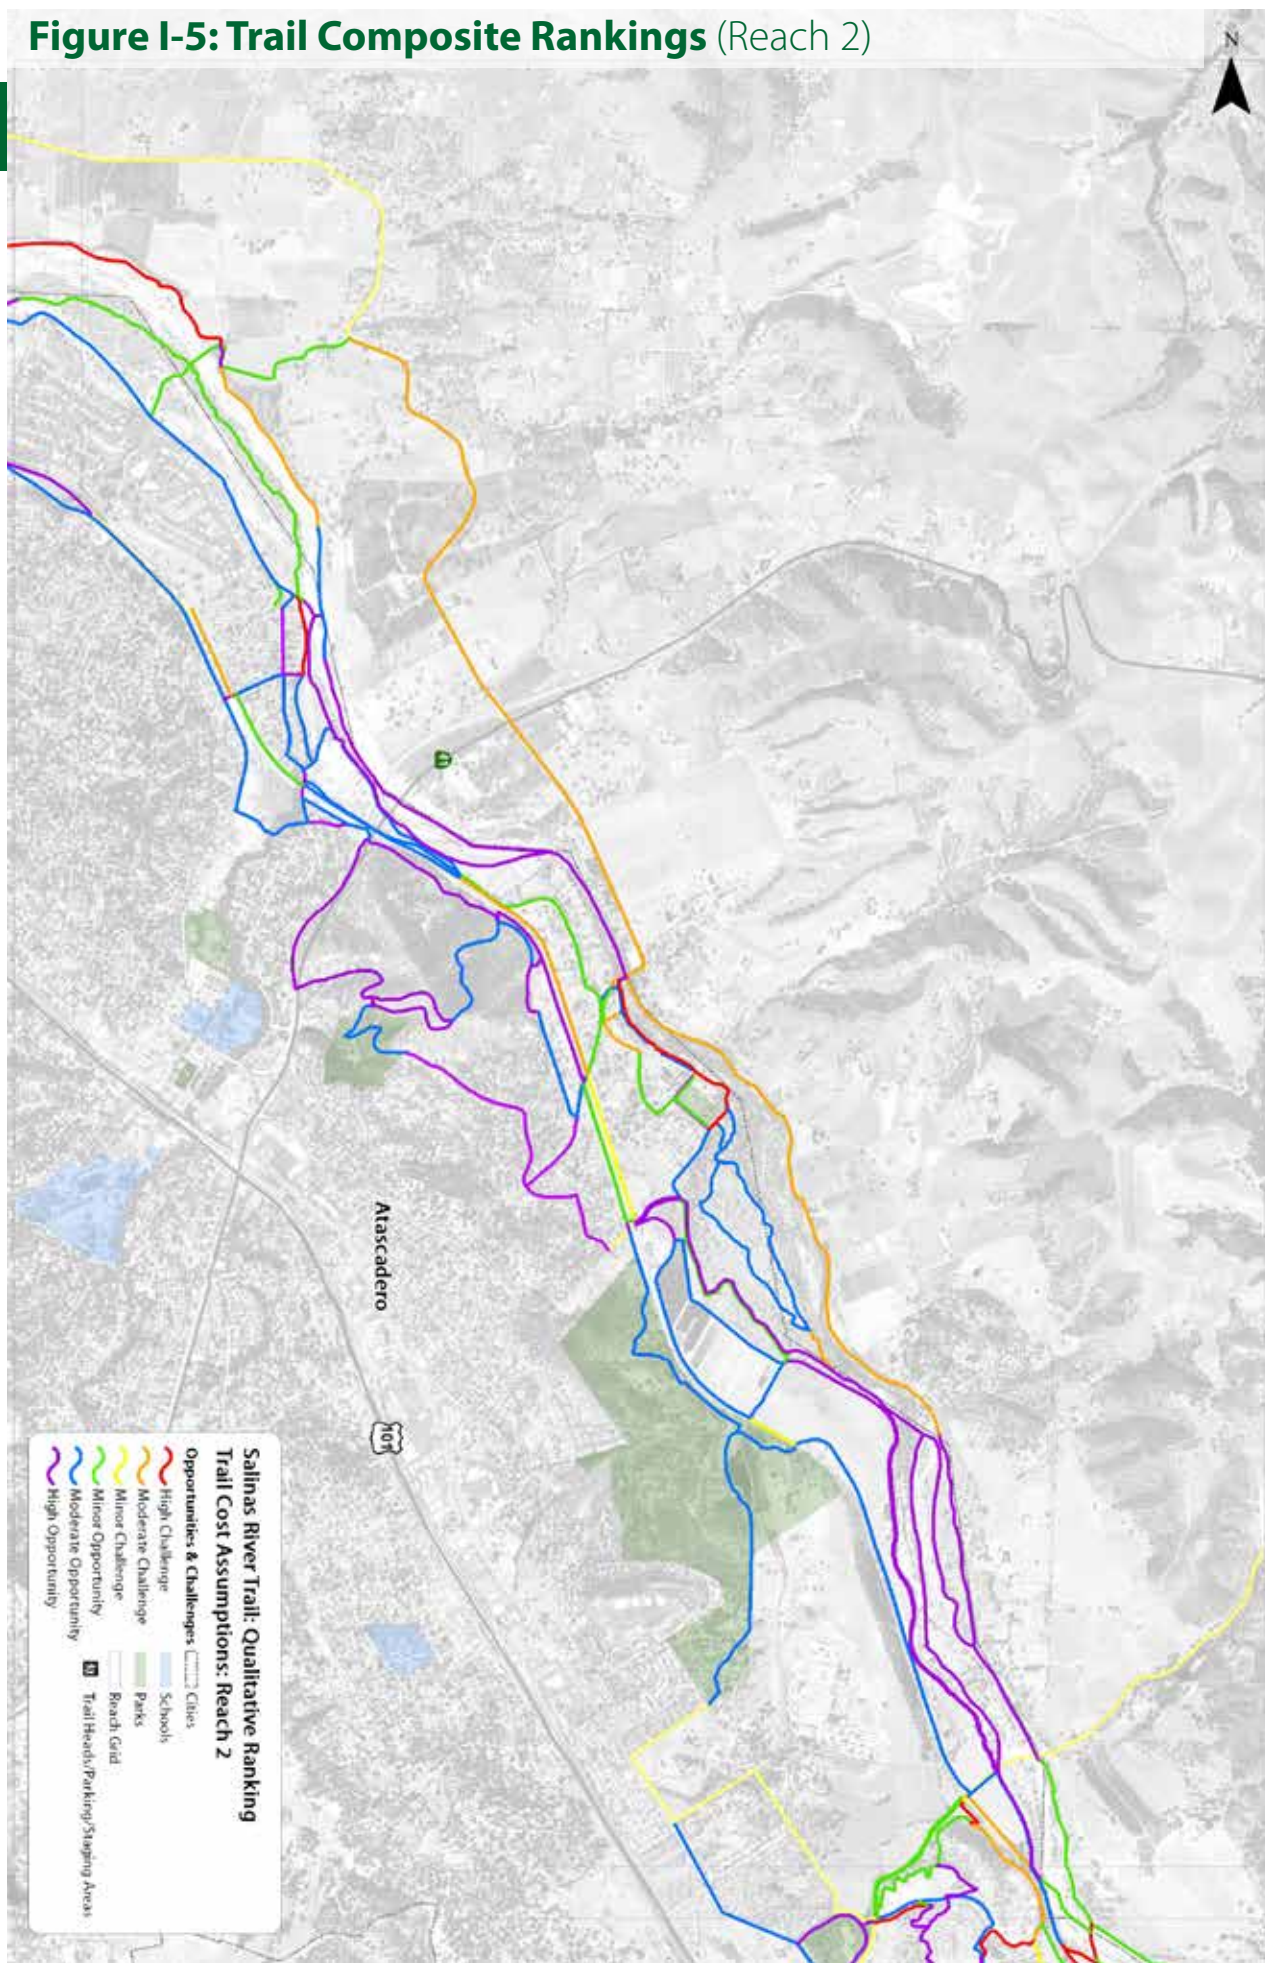 Figure I-5: Trail Composite Rankings (Reach 2)
N
Atascadero
101
Salinas River Trail: Qualitative Ranking
Trail Cost Assumptions: Reach 2
Opportunities & Challenges
High Challenge
Moderate Challenge
Minor Challenge
Minor Opportunity
Moderate Opportunity
High Opportunity
Cities
Schools
Parks
Reach Grid
Trail Heads/Parking/Staging Areas